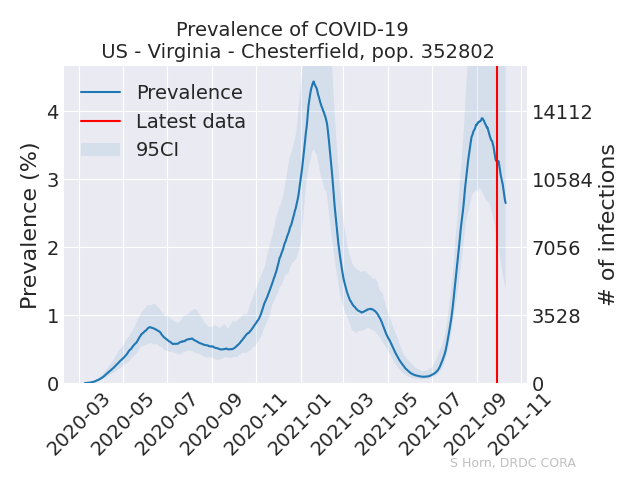 Prevalence of COVID-19
US - Virginia - Chesterfield, pop. 352802
Prevalence
Latest data
95CI
Prevalence (%)
4
3
2
1
0
14112
10584
7056
3528
0
# of infections
2020-03
2020-05
2020-07
2020-09
2020-11
2021-01
2021-03
2021-05
2021-07
2021-09
2021-11
S Horn, DRDC CORA